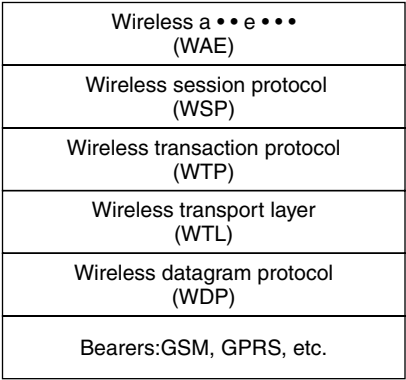 Wireless a • • e • • •
(WAE)
Wireless session protocol
(WSP)
Wireless transaction protocol
(WTP)
Wireless transport layer
(WTL)
Wireless datagram protocol
(WDP)
Bearers:GSM, GPRS, etc.